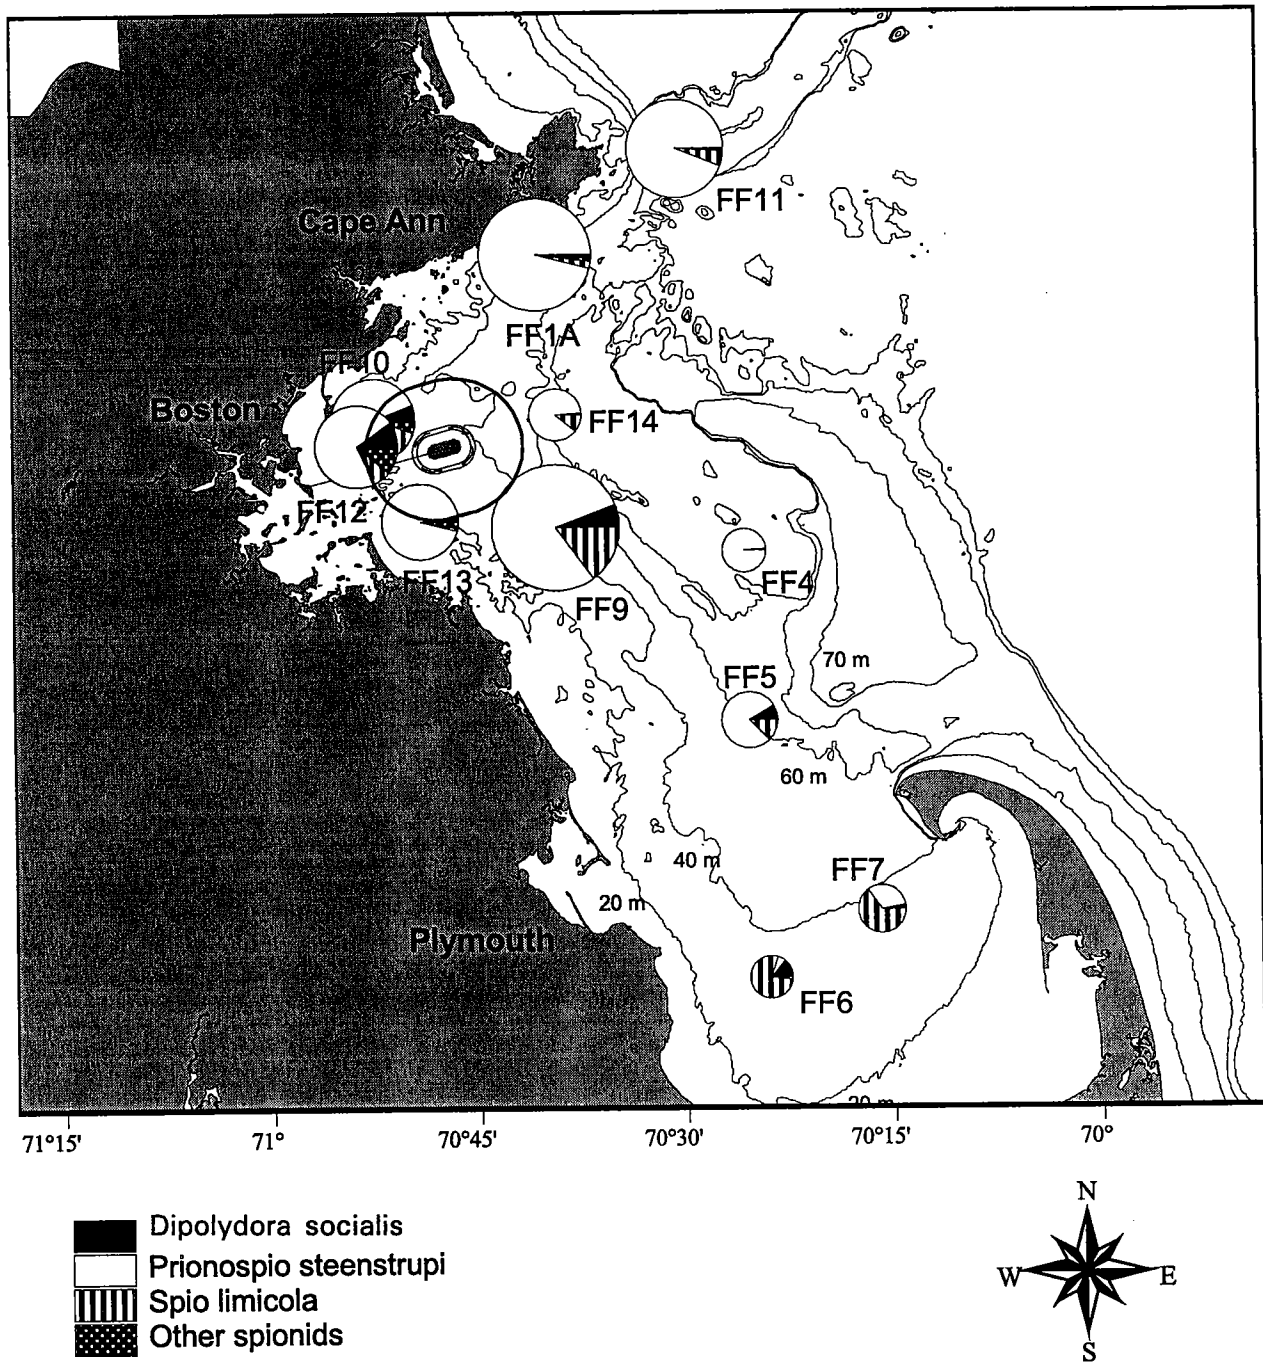 FF11
Cape Ann
FF1A
FF10
Boston
FF14
FF12
FF13
FF4
FF9
70 m
FF5
60 m
40 m
FF7
20 m
Plymouth
FF6
20 m
71°15'
71°
70°45'
70°30'
70°15'
70°
N
W
E
S
Dipolydora socialis
Prionospio steenstrupi
Spio limicola
Other spionids